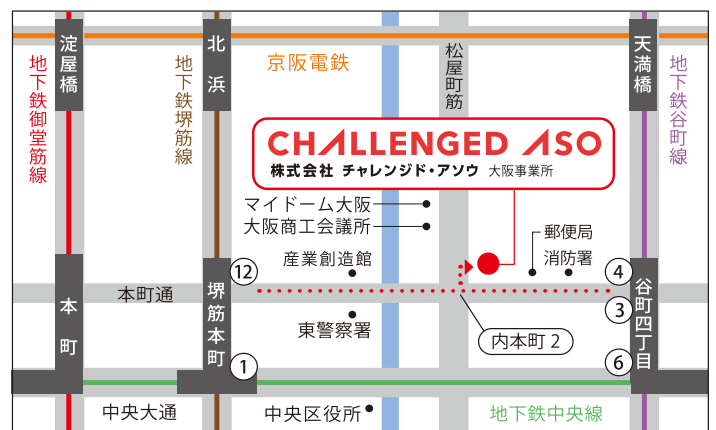 淀屋橋
北浜
天満橋
京阪電鉄
松屋町筋
地下鉄御堂筋線
地下鉄堺筋線
地下鉄谷町線
CHALLENGED ASO
株式会社 チャレンジド・アソウ 大阪事業所
マイドーム大阪
大阪商工会議所
郵便局
消防署
産業創造館
12
4
本町通
本町
堺筋本町
谷町四丁目
3
東警察署
内本町2
1
6
中央大通
中央区役所
地下鉄中央線